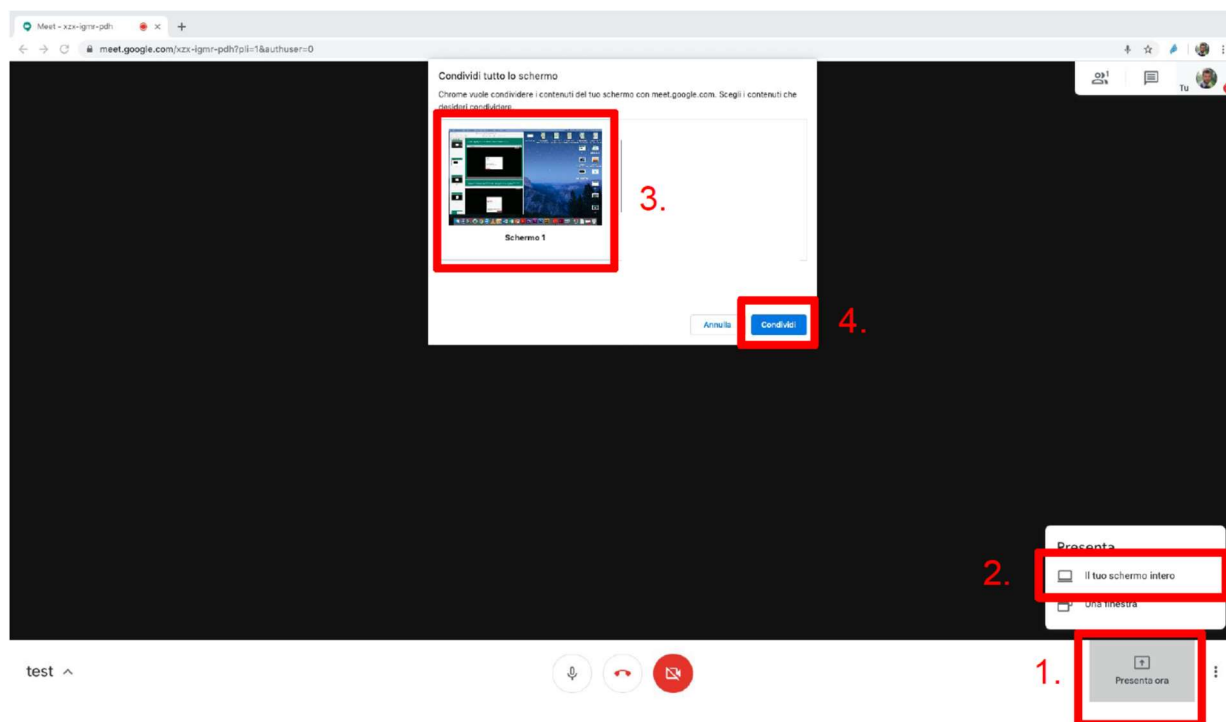 Meet - xzx-igmr-pdh
meet.google.com/xzx-igmr-pdh?pli=1&authuser=0
Condividi tutto lo schermo
Chrome vuole condividere i contenuti del tuo schermo con meet.google.com. Scegli i contenuti che
desideri condividere.
Tu
3.
Schermo 1
Annulla
Condividi
4.
Presenta
2.
Il tuo schermo intero
Una finestra
test
1.
Presenta ora